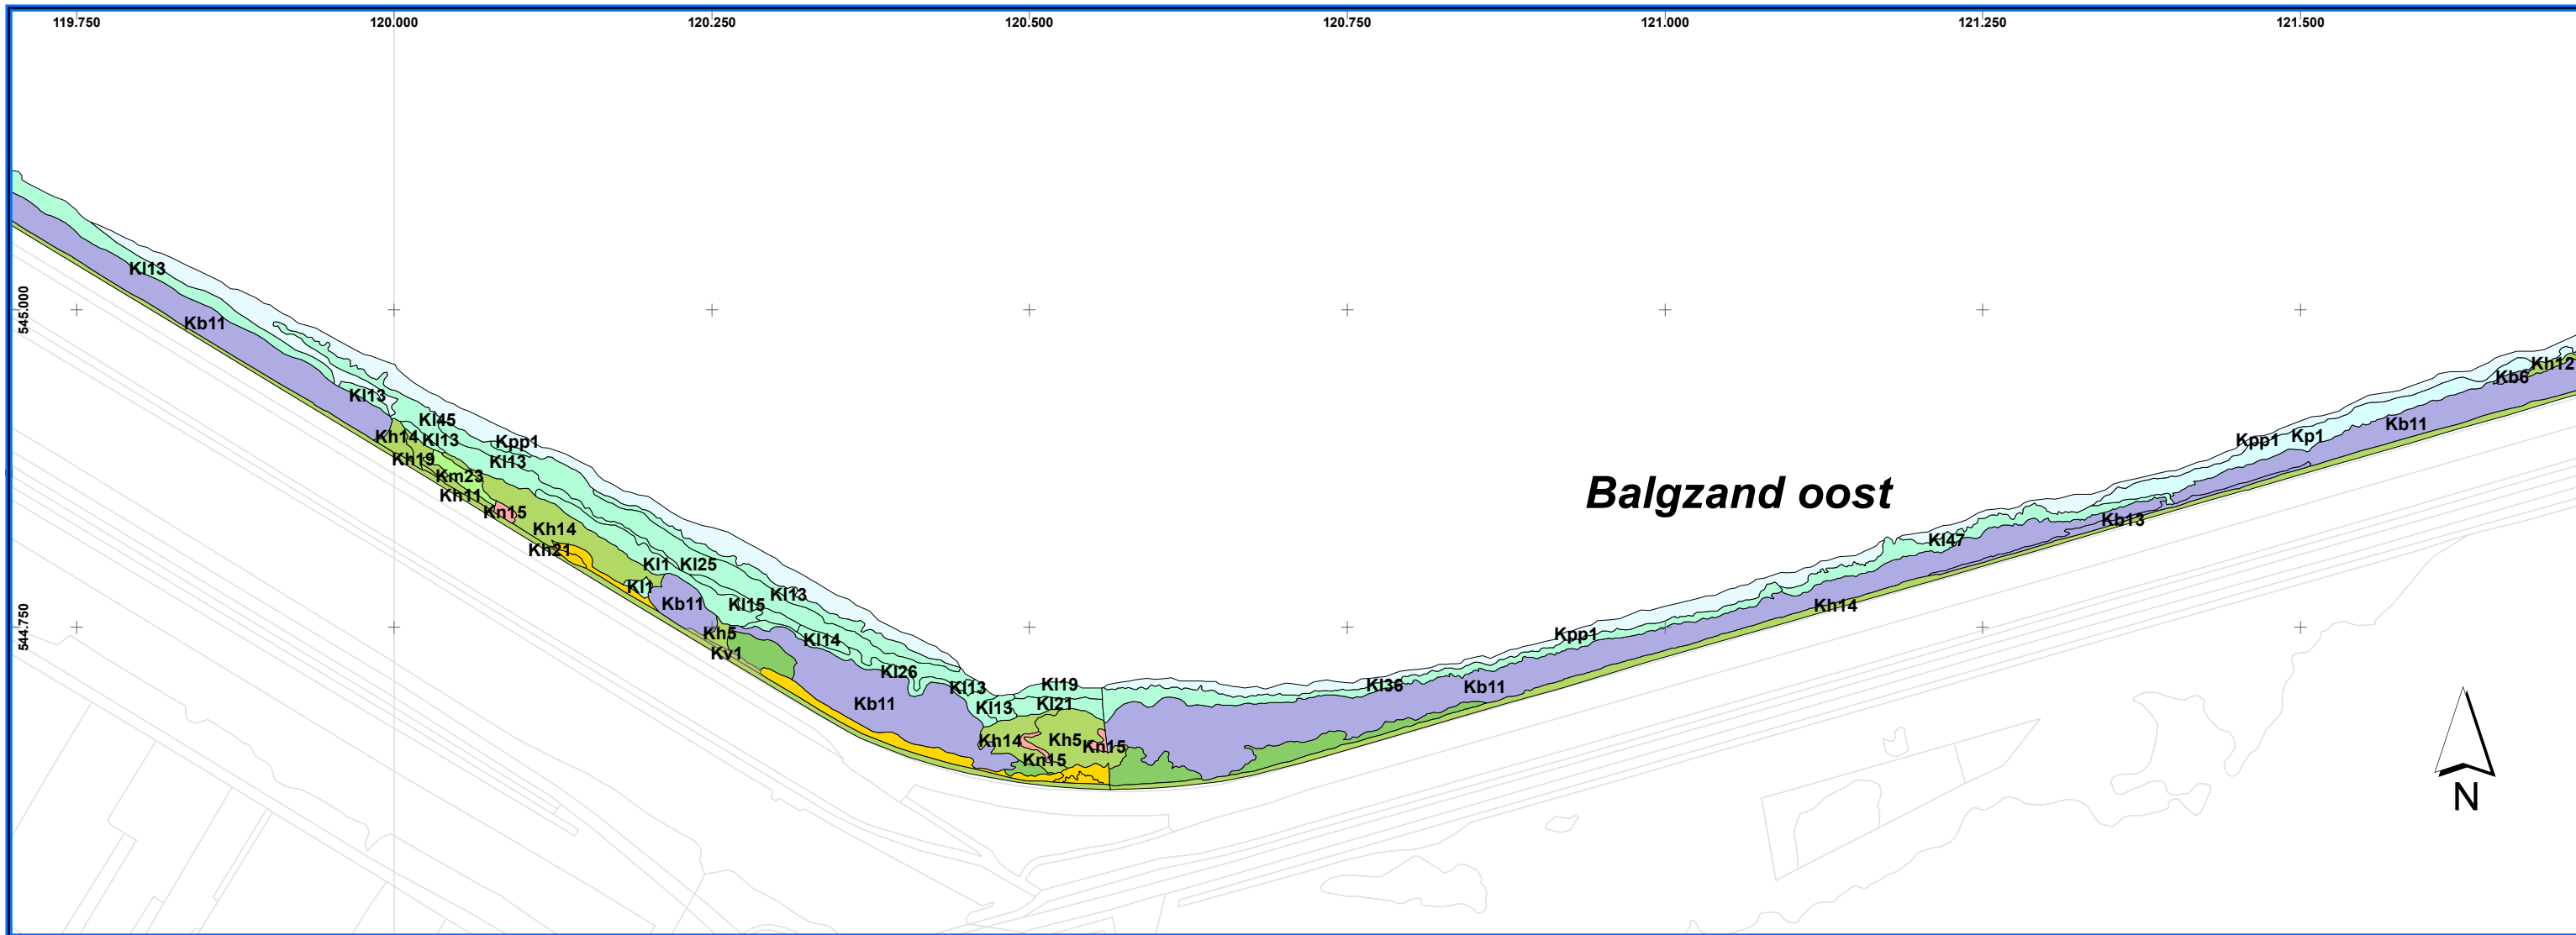 119.750
120.000
120.250
120.500
120.750
121.000
121.250
121.500
545.000
544.750
Kl13
Kb11
Kl13
Kl45
Kh14
Kl13
Kpp1
Kh19
Kl13
Km23
Kh11
Kn15
Kh14
Kh21
Kl1
Kl25
Kl1
Kb11
Kl15
Kl13
Kh5
Kl14
Kv1
Kl26
Kb11
Kl13
Kl19
Kl13
Kl21
Kh14
Kh5
Kn15
Kn15
Kl36
Kb11
Kpp1
Kh14
Kl47
Kb13
Kpp1
Kp1
Kb11
Kb6
Kh12
Balgzand oost
N